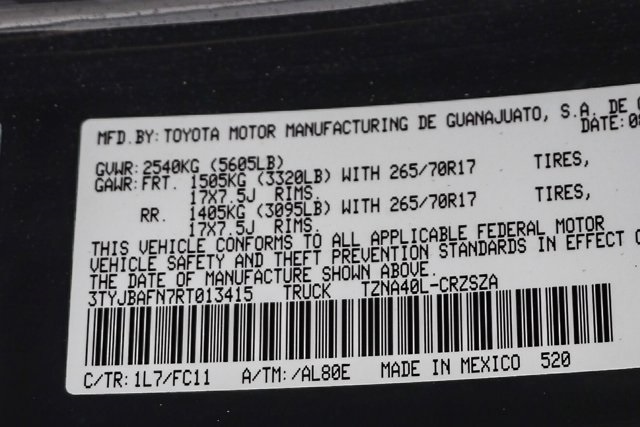 MFD.BY: TOYOTA MOTOR MANUFACTURING DE GUANAJUATO, S.A. DE
DATE:
GVWR: 2540KG (5605LB)
GAWR: FRT. 1505KG (3320LB) WITH 265/70R17 TIRES,
17X7.5J RIMS.
RR. 1405KG (3095LB) WITH 265/70R17 TIRES,
17X7.5J RIMS.
THIS VEHICLE CONFORMS TO ALL APPLICABLE FEDERAL MOTOR
VEHICLE SAFETY AND THEFT PREVENTION STANDARDS IN EFFECT
THE DATE OF MANUFACTURE SHOWN ABOVE.
3TYJBAFN7RT013415 TRUCK TZNA40L-CRZSZA
C/TR: 1L7/FC11 A/TM: /AL80E MADE IN MEXICO 520